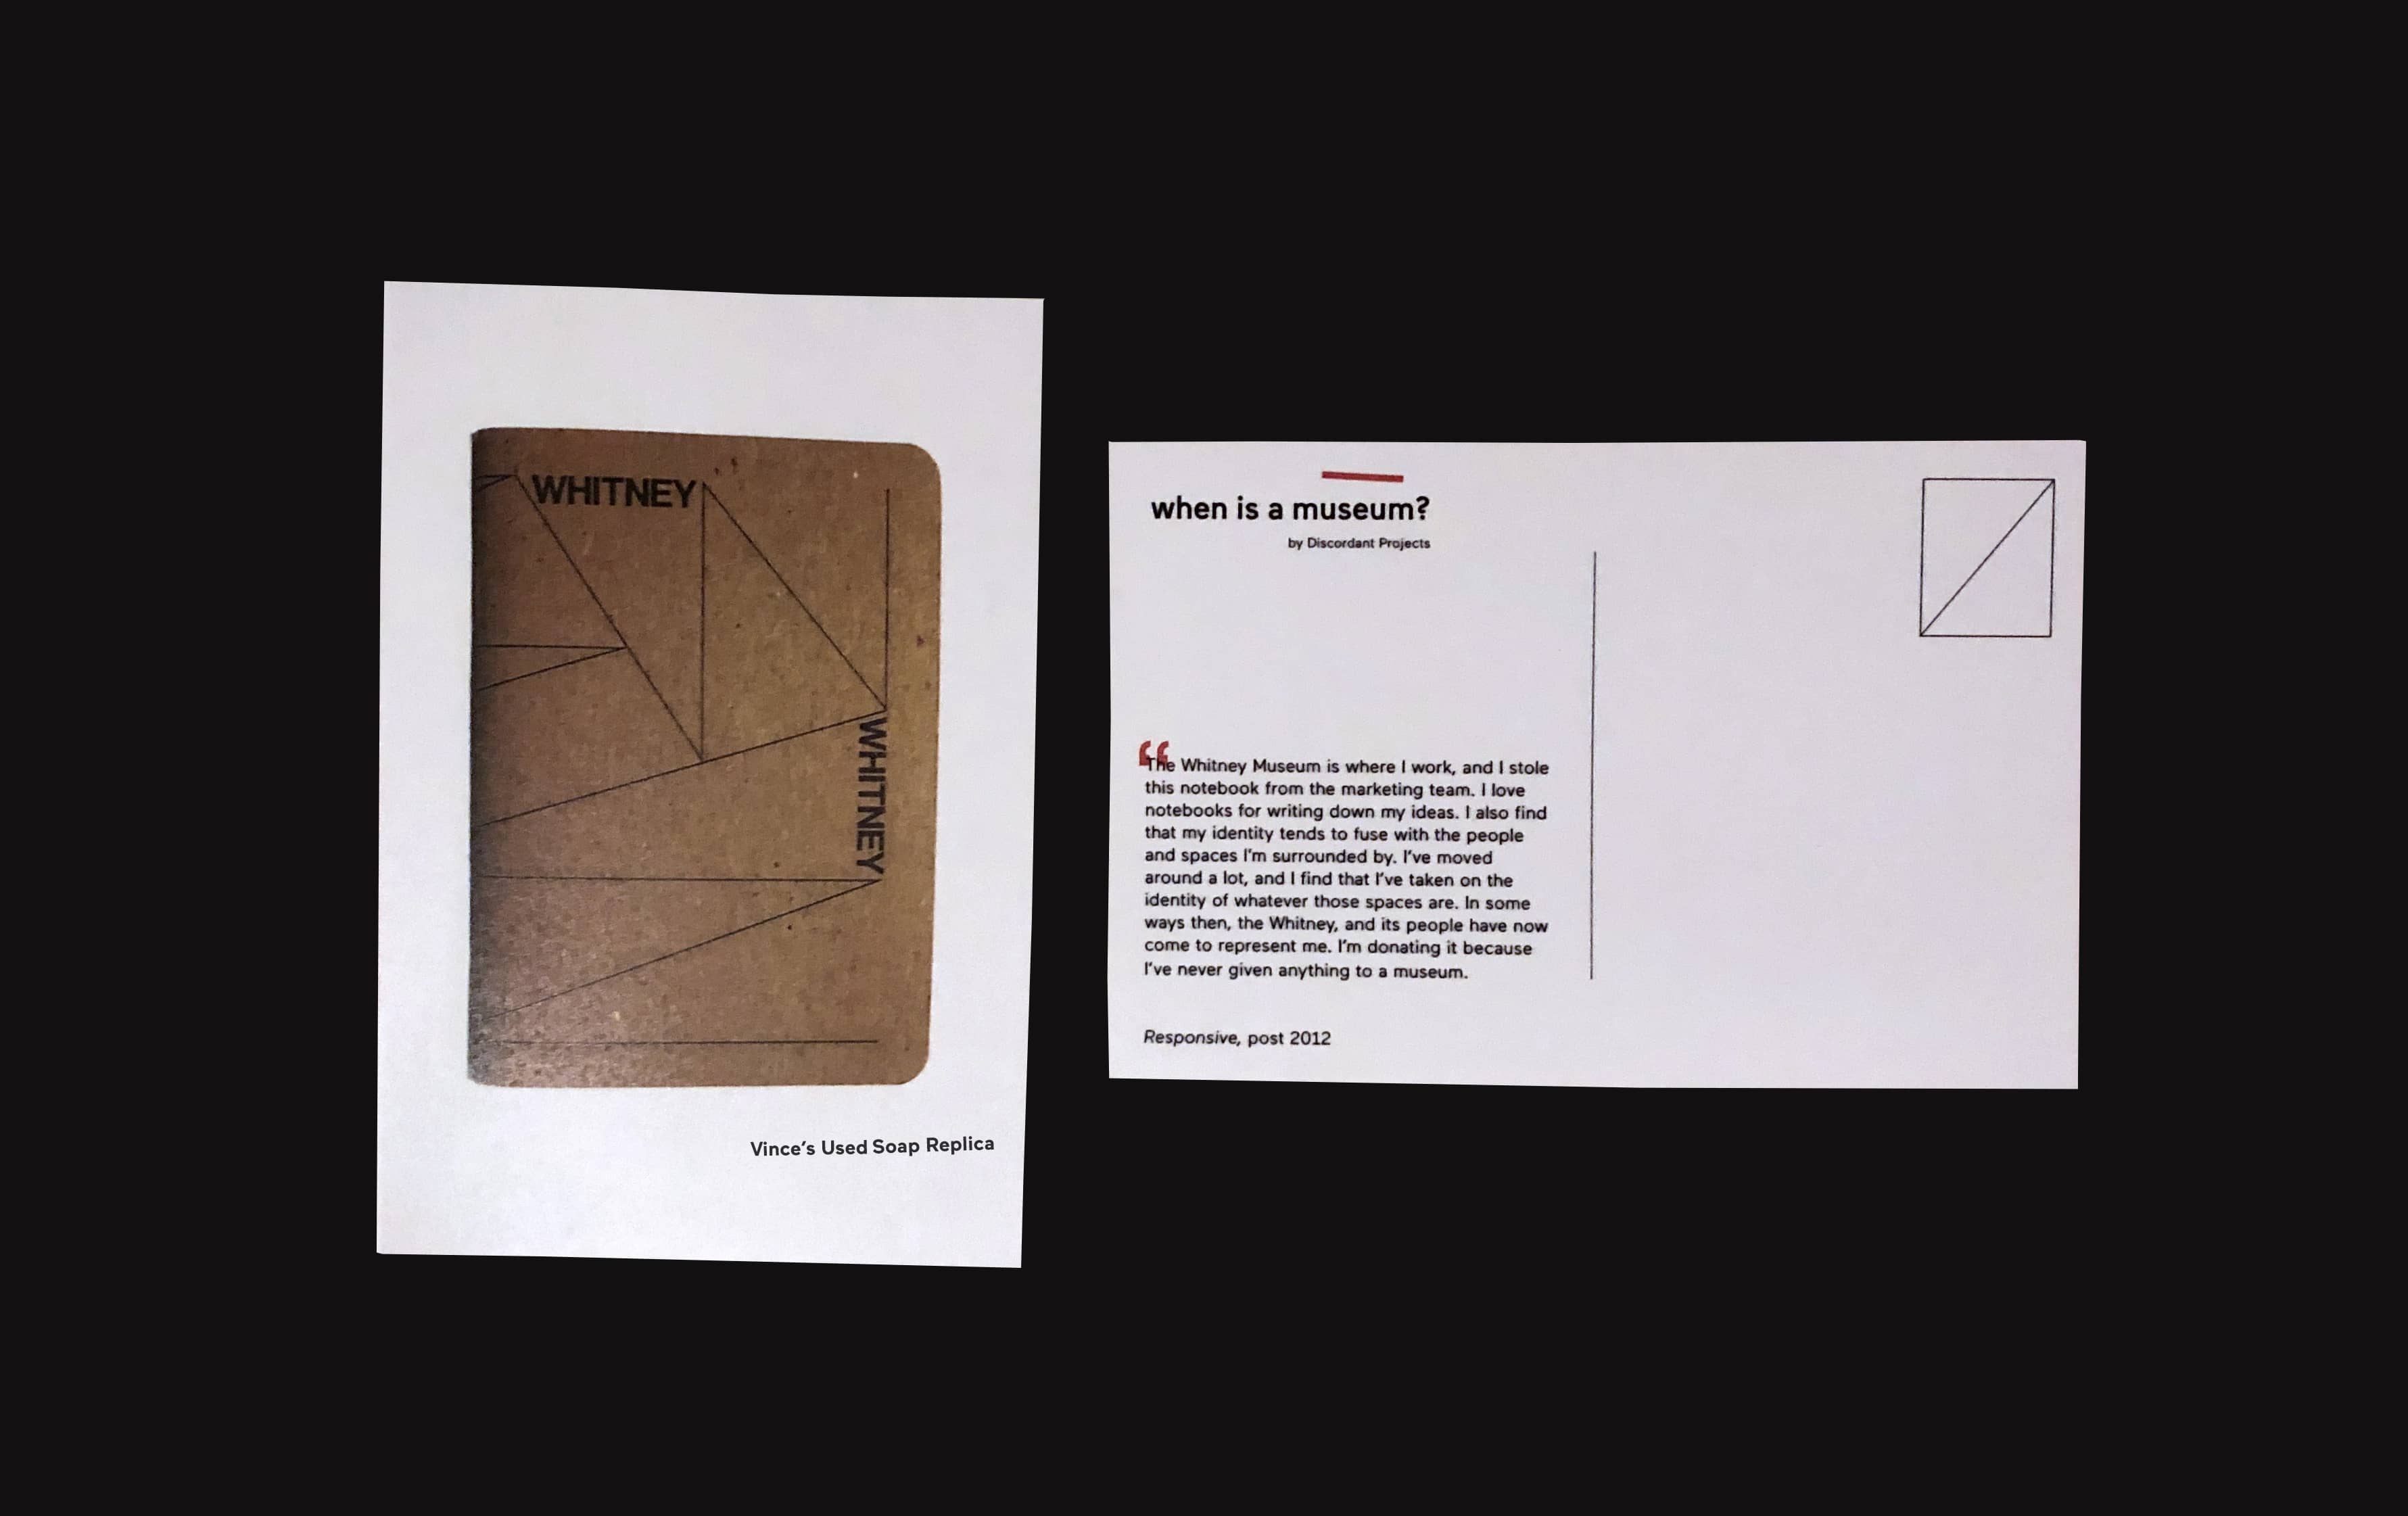 WHITNEY
WHITNEY
Vince's Used Soap Replica
when is a museum?
by Discordant Projects
“
The Whitney Museum is where I work, and I stole
this notebook from the marketing team. I love
notebooks for writing down my ideas. I also find
that my identity tends to fuse with the people
and spaces I'm surrounded by. I've moved
around a lot, and I find that I've taken on the
identity of whatever those spaces are. In some
ways then, the Whitney, and its people have now
come to represent me. I'm donating it because
I've never given anything to a museum.
Responsive, post 2012